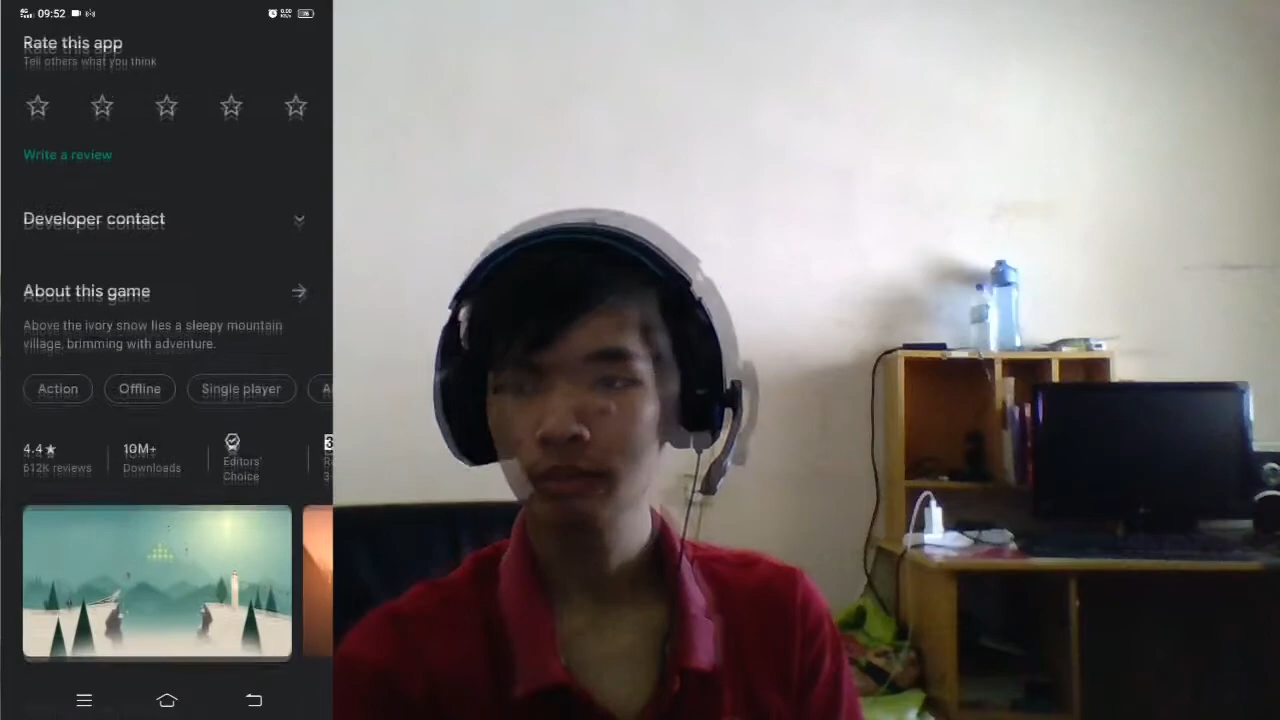 09:52
Rate this app
Tell others what you think
Write a review
Developer contact
About this game
Above the ivory snow lies a sleepy mountain
village, brimming with adventure.
Action
Offline
Single player
4.4★
612K reviews
10M+
Downloads
Editors'
Choice